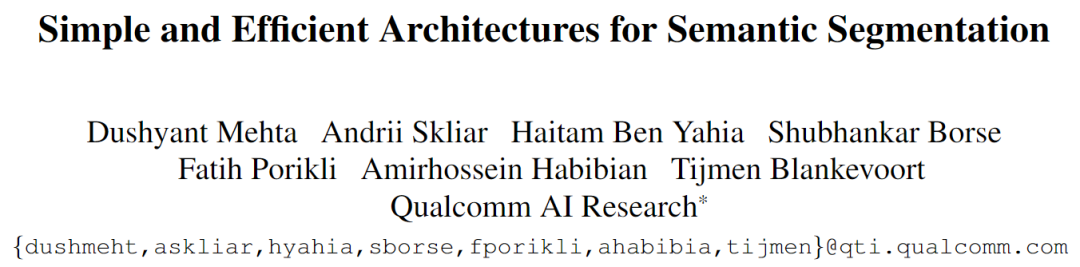 Simple and Efficient Architectures for Semantic Segmentation
Dushyant Mehta Andrii Skliar Haitam Ben Yahia Shubhankar Borse
Fatih Porikli Amirhossein Habibian Tijmen Blankevoort
Qualcomm AI Research*
{dushmeht,askliar,hyahia,sborse,fporikli,ahabibia,tijmen}@qti.qualcomm.com